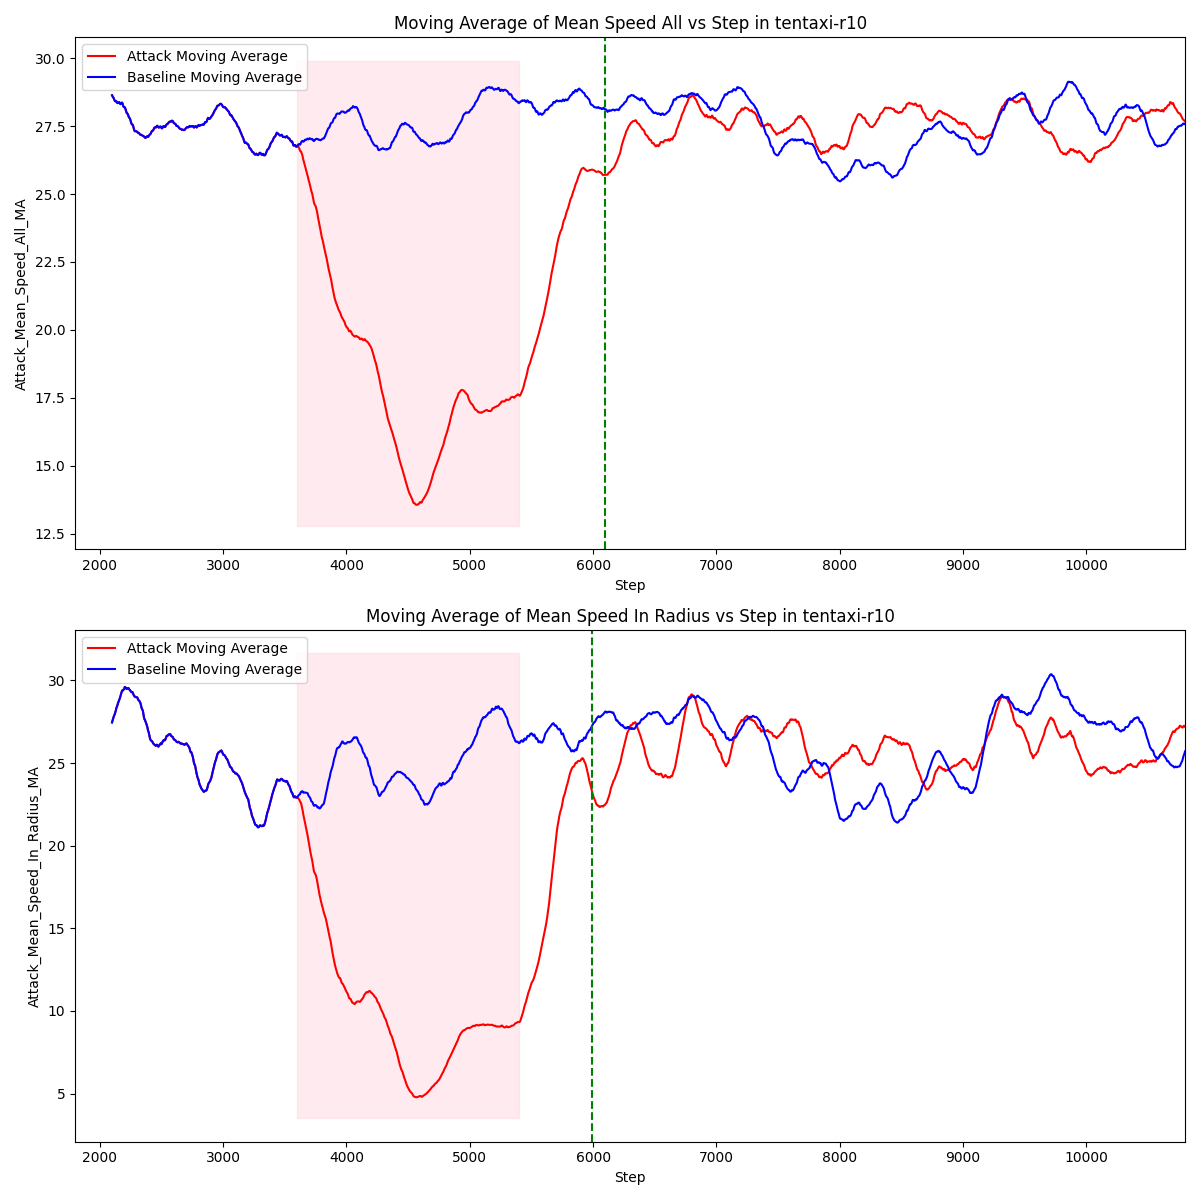 Moving Average of Mean Speed All vs Step in tentaxi-r10
Attack Moving Average
Baseline Moving Average
Attack_Mean_Speed_All_MA
30.0
27.5
25.0
22.5
20.0
17.5
15.0
12.5
2000 3000 4000 5000 6000 7000 8000 9000 10000
Step
Moving Average of Mean Speed In Radius vs Step in tentaxi-r10
Attack Moving Average
Baseline Moving Average
Attack_Mean_Speed_In_Radius_MA
30
25
20
15
10
5
2000 3000 4000 5000 6000 7000 8000 9000 10000
Step